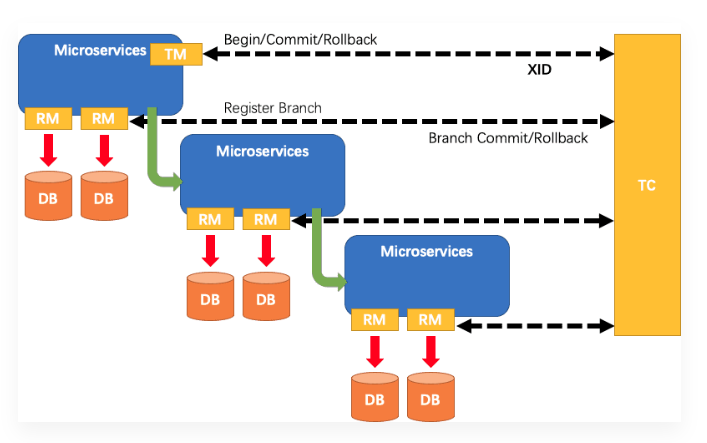 Begin/Commit/Rollback
Microservices
TM
XID
Register Branch
RM
RM
Branch Commit/Rollback
Microservices
TC
DB
DB
RM
RM
Microservices
DB
DB
RM
RM
DB
DB